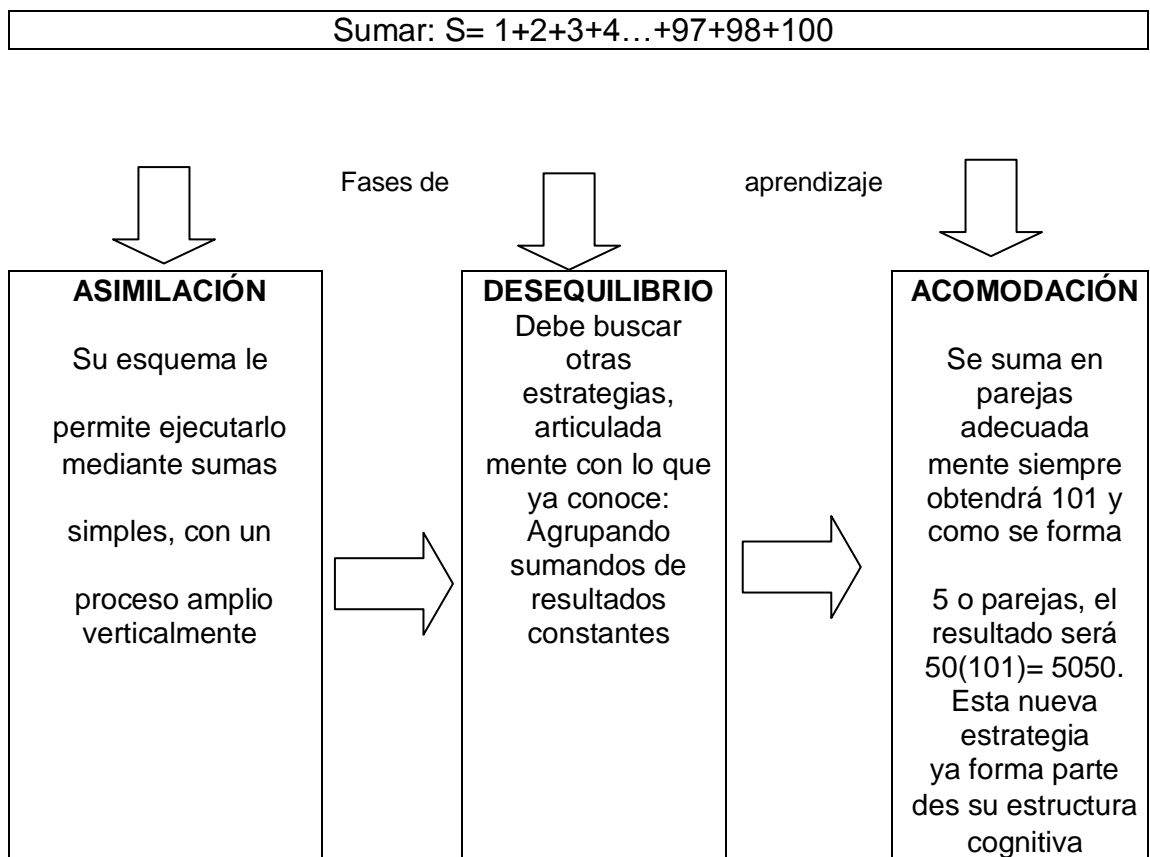 Sumar: S= 1+2+3+4…+97+98+100
Fases de
aprendizaje
ASIMILACIÓN
Su esquema le
permite ejecutarlo
mediante sumas
simples, con un
proceso amplio
verticalmente
DESEQUILIBRIO
Debe buscar
otras
estrategias,
articulada
mente con lo que
ya conoce:
Agrupando
sumandos de
resultados
constantes
ACOMODACIÓN
Se suma en
parejas
adecuada
mente siempre
obtendrá 101 y
como se forma
5 o parejas, el
resultado será
50(101)= 5050.
Esta nueva
estrategia
ya forma parte
des su estructura
cognitiva